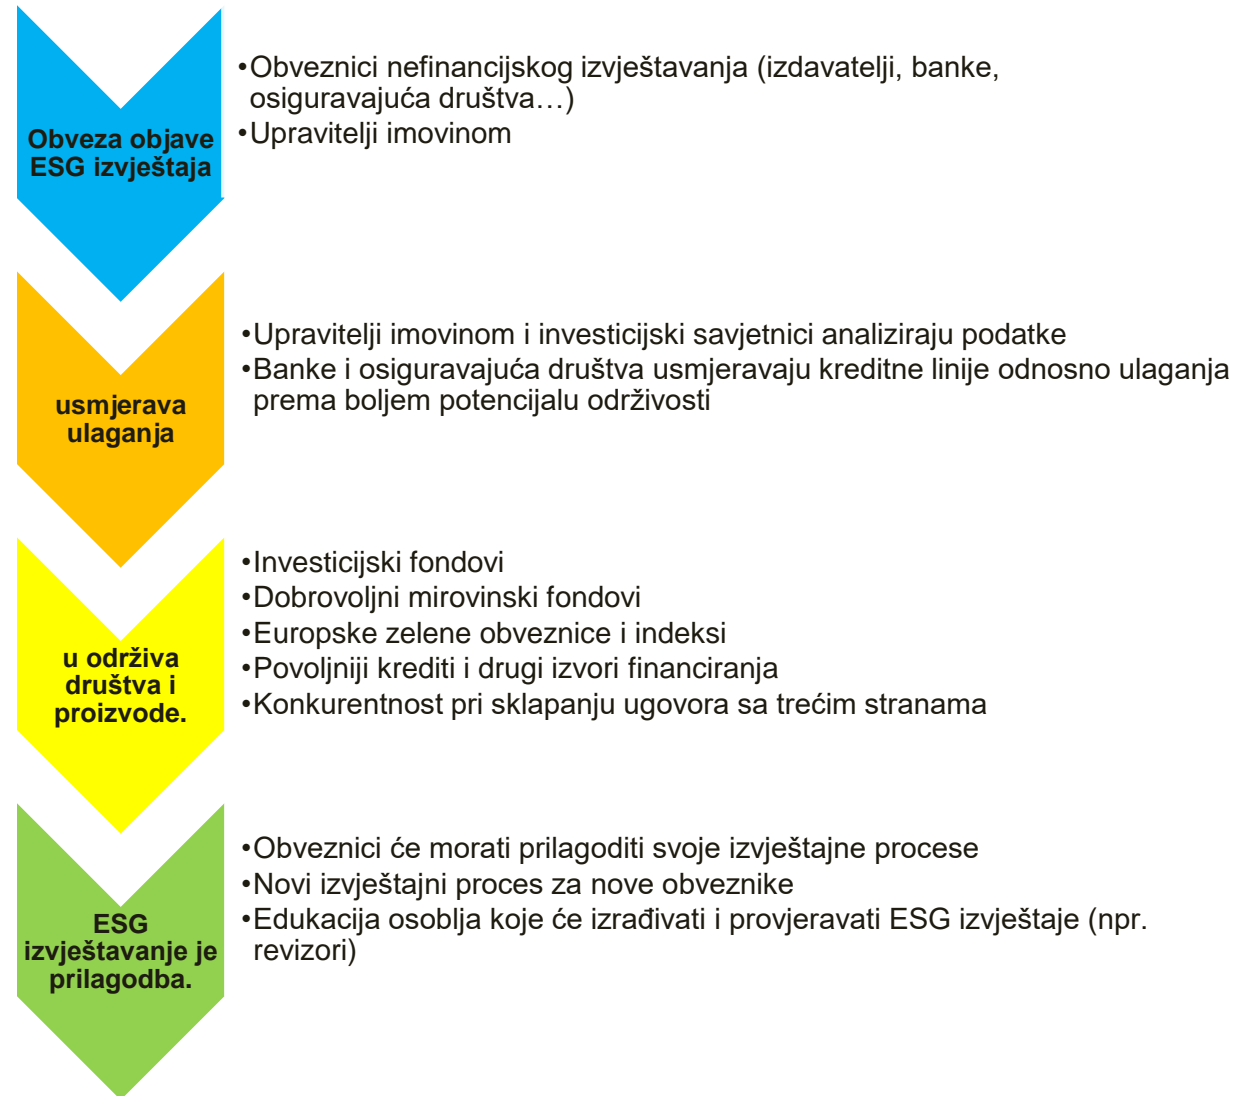 Obveza objave
ESG izvještaja
•Obveznici nefinancijskog izvještavanja (izdavatelji, banke,
osiguravajuća društva…)
•Upravitelji imovinom
usmjerava
ulaganja
•Upravitelji imovinom i investicijski savjetnici analiziraju podatke
•Banke i osiguravajuća društva usmjeravaju kreditne linije odnosno ulaganja
prema boljem potencijalu održivosti
u održiva
društva i
proizvode.
•Investicijski fondovi
•Dobrovoljni mirovinski fondovi
•Europske zelene obveznice i indeksi
•Povoljniji krediti i drugi izvori financiranja
•Konkurentnost pri sklapanju ugovora sa trećim stranama
ESG
izvještavanje je
prilagodba.
•Obveznici će morati prilagoditi svoje izvještajne procese
•Novi izvještajni proces za nove obveznike
•Edukacija osoblja koje će izrađivati i provjeravati ESG izvještaje (npr.
revizori)